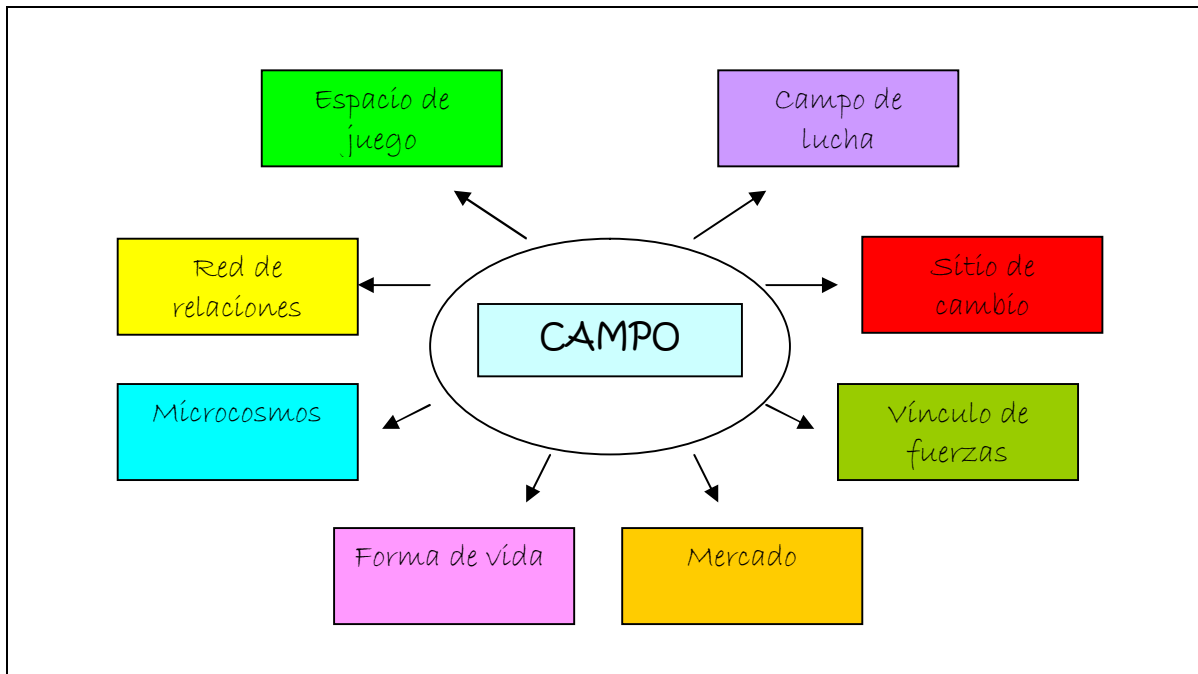 Espacio de
juego
Campo de
lucha
Red de
relaciones
Sitio de
cambio
CAMPO
Microcosmos
Vínculo de
fuerzas
Forma de vida
Mercado